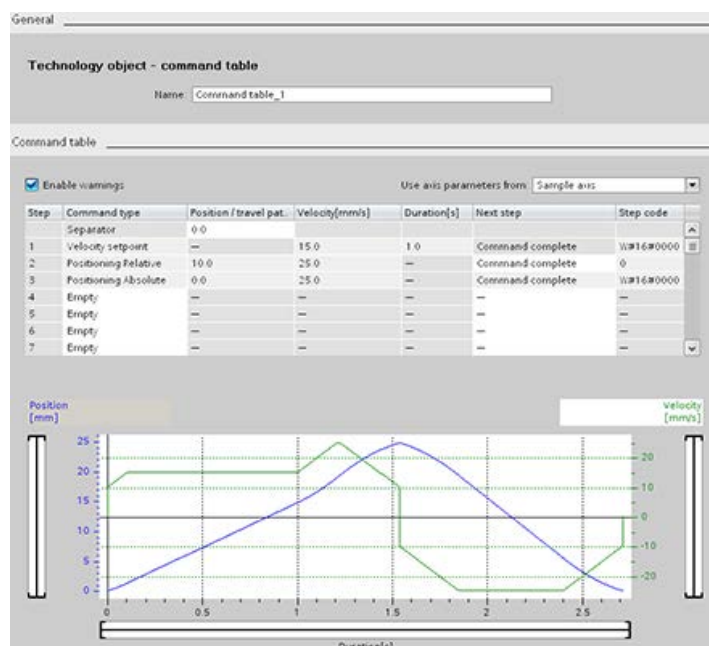 General
Technology object - command table
Name: Command table_1
Command table
Enable warnings Use axis parameters from: Sample axis
Step Command type Position / travel pat.. Velocity[mm/s] Duration[s] Next step Step code
Separator 0.0
1 Velocity setpoint — 15.0 1.0 Command complete W#16#0000
2 Positioning Relative 10.0 25.0 — Command complete 0
3 Positioning Absolute 0.0 25.0 — Command complete W#16#0000
4 Empty — — — — —
5 Empty — — — — —
6 Empty — — — — —
7 Empty — — — — —
Position Velocity
[mm] [mm/s]
25
20 20
15 10
10 0
5 -10
0 -20
0 0.5 1 1.5 2 2.5
Duration[s]